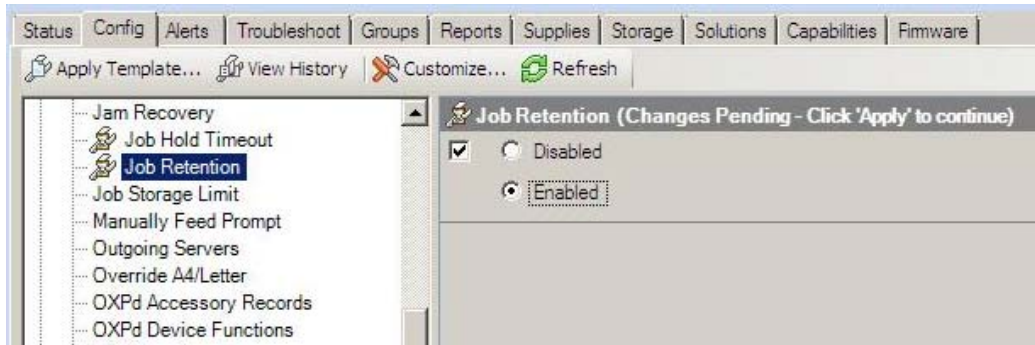 Status Config Alerts Troubleshoot Groups Reports Supplies Storage Solutions Capabilities Firmware
Apply Template... View History Customize... Refresh
Jam Recovery
Job Hold Timeout
Job Retention
Job Storage Limit
Manually Feed Prompt
Outgoing Servers
Override A4/Letter
OXPd Accessory Records
OXPd Device Functions
Job Retention (Changes Pending - Click 'Apply' to continue)
Disabled
Enabled